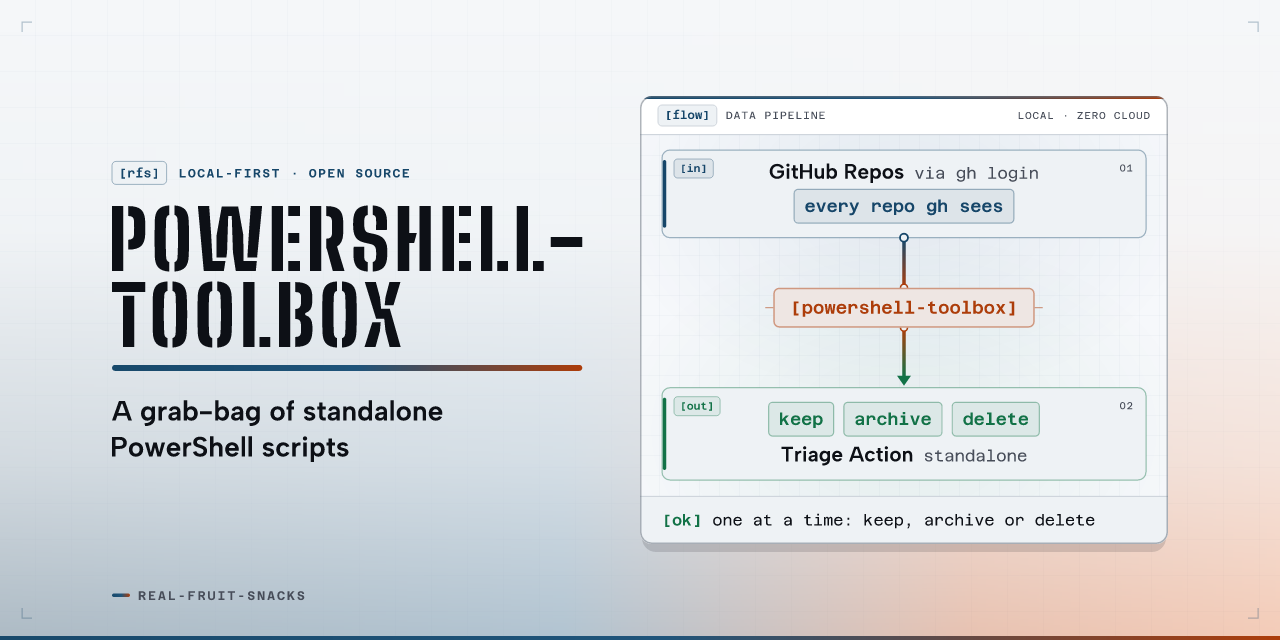 [rfs] LOCAL-FIRST · OPEN SOURCE
POWERSHELL-
TOOLBOX
A grab-bag of standalone
PowerShell scripts
REAL-FRUIT-SNACKS
[flow] DATA PIPELINE LOCAL · ZERO CLOUD
[in] GitHub Repos via gh login 01
every repo gh sees
[powershell-toolbox]
[out] keep archive delete 02
Triage Action standalone
[ok] one at a time: keep, archive or delete